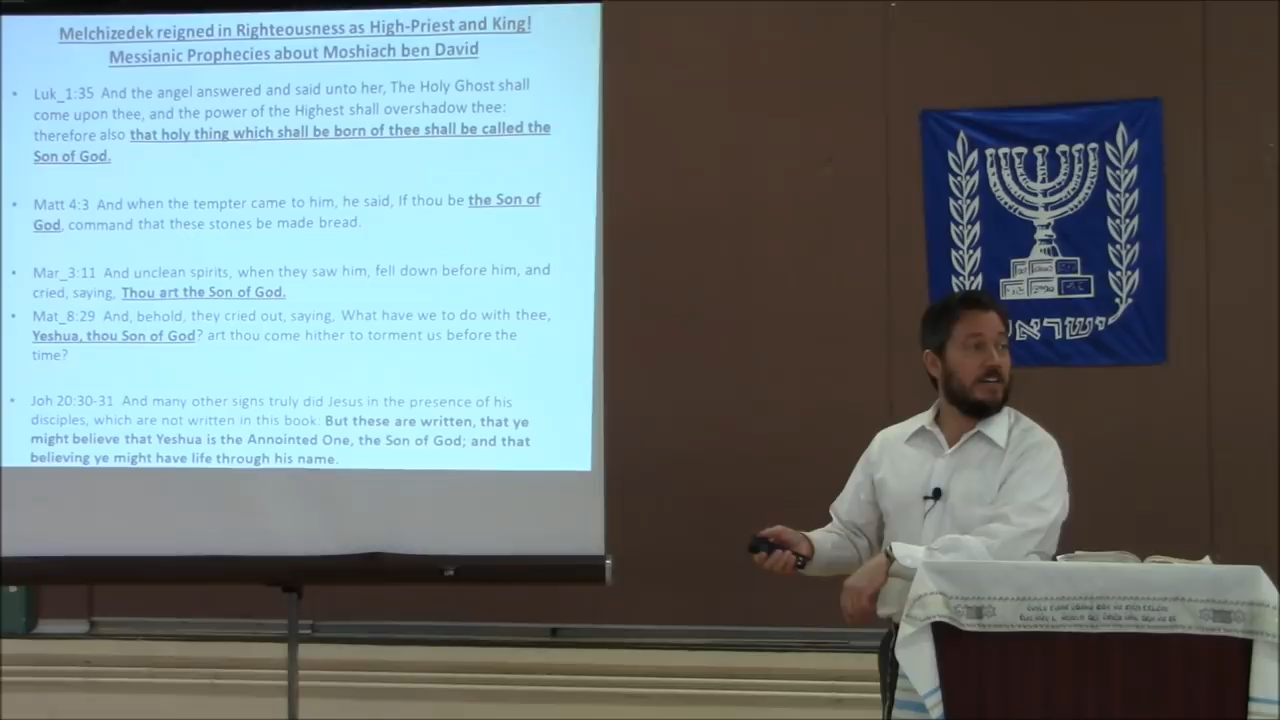 Melchizedek reigned in Righteousness as High-Priest and King!
Messianic Prophecies about Moshiach ben David
• Luk_1:35 And the angel answered and said unto her, The Holy Ghost shall
come upon thee, and the power of the Highest shall overshadow thee:
therefore also that holy thing which shall be born of thee shall be called the
Son of God.
• Matt 4:3 And when the tempter came to him, he said, If thou be the Son of
God, command that these stones be made bread.
• Mar_3:11 And unclean spirits, when they saw him, fell down before him, and
cried, saying, Thou art the Son of God.
• Mat_8:29 And, behold, they cried out, saying, What have we to do with thee,
Yeshua, thou Son of God? art thou come hither to torment us before the
time?
• Joh 20:30-31 And many other signs truly did Jesus in the presence of his
disciples, which are not written in this book: But these are written, that ye
might believe that Yeshua is the Annointed One, the Son of God; and that
believing ye might have life through his name.
ישראל